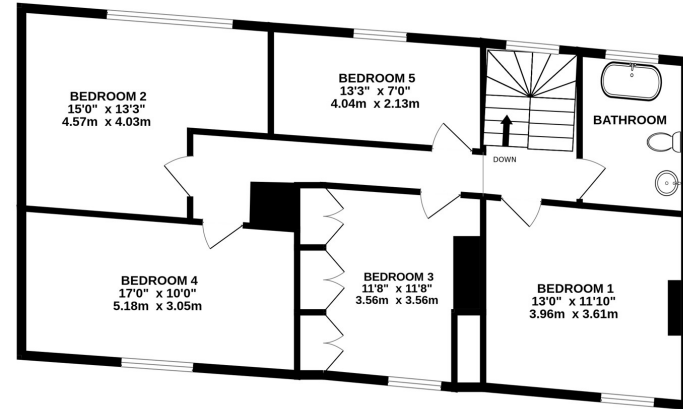 BEDROOM 2
15'0" x 13'3"
4.57m x 4.03m
BEDROOM 5
13'3" x 7'0"
4.04m x 2.13m
DOWN
BATHROOM
BEDROOM 4
17'0" x 10'0"
5.18m x 3.05m
BEDROOM 3
11'8" x 11'8"
3.56m x 3.56m
BEDROOM 1
13'0" x 11'10"
3.96m x 3.61m